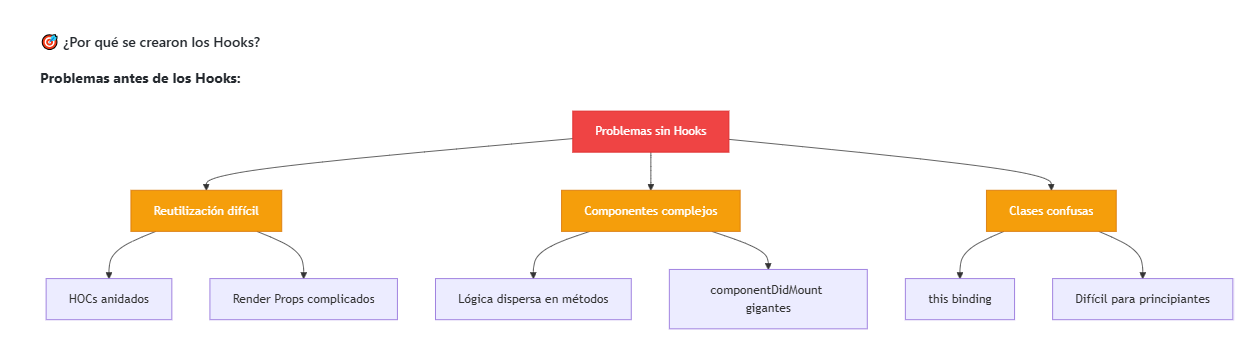 🎯 ¿Por qué se crearon los Hooks?
Problemas antes de los Hooks:
Problemas sin Hooks
Reutilización difícil
Componentes complejos
Clases confusas
HOCs anidados
Render Props complicados
Lógica dispersa en métodos
componentDidMount
gigantes
this binding
Difícil para principiantes